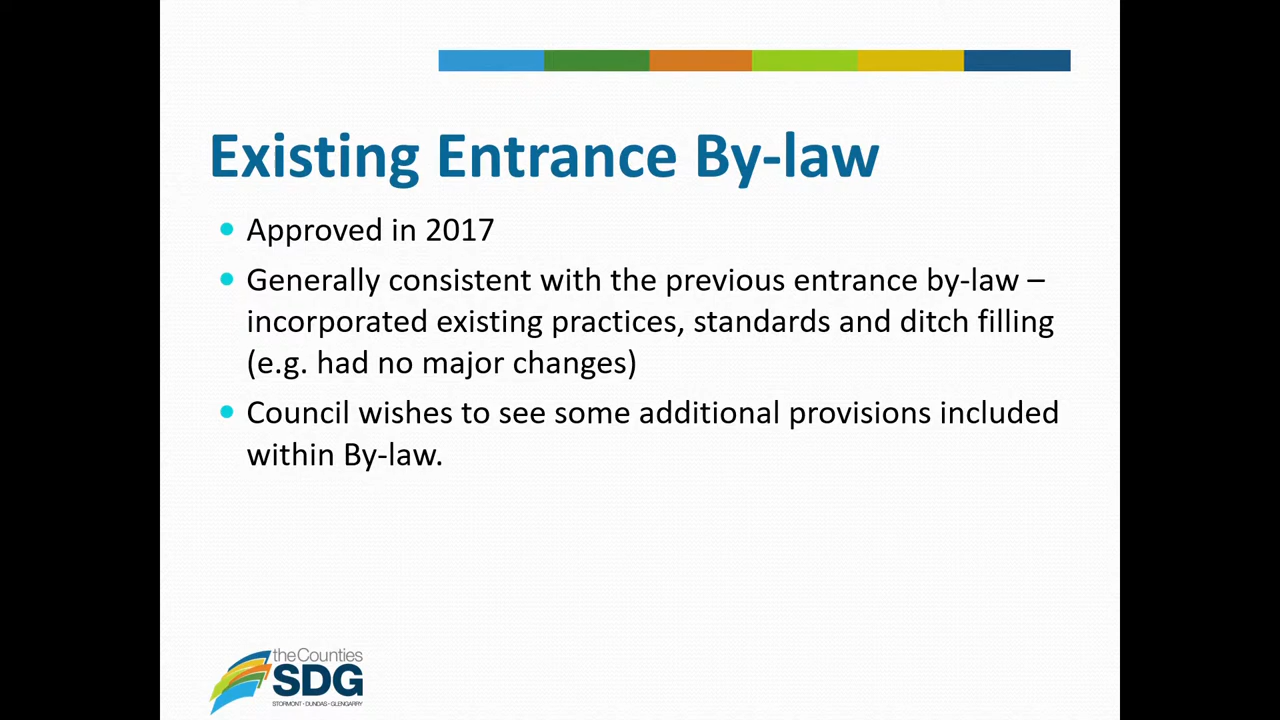 Existing Entrance By-law
Approved in 2017
Generally consistent with the previous entrance by-law –
incorporated existing practices, standards and ditch filling
(e.g. had no major changes)
Council wishes to see some additional provisions included
within By-law.
theCounties
SDG
STORMONT · DUNDAS · GLENGARRY